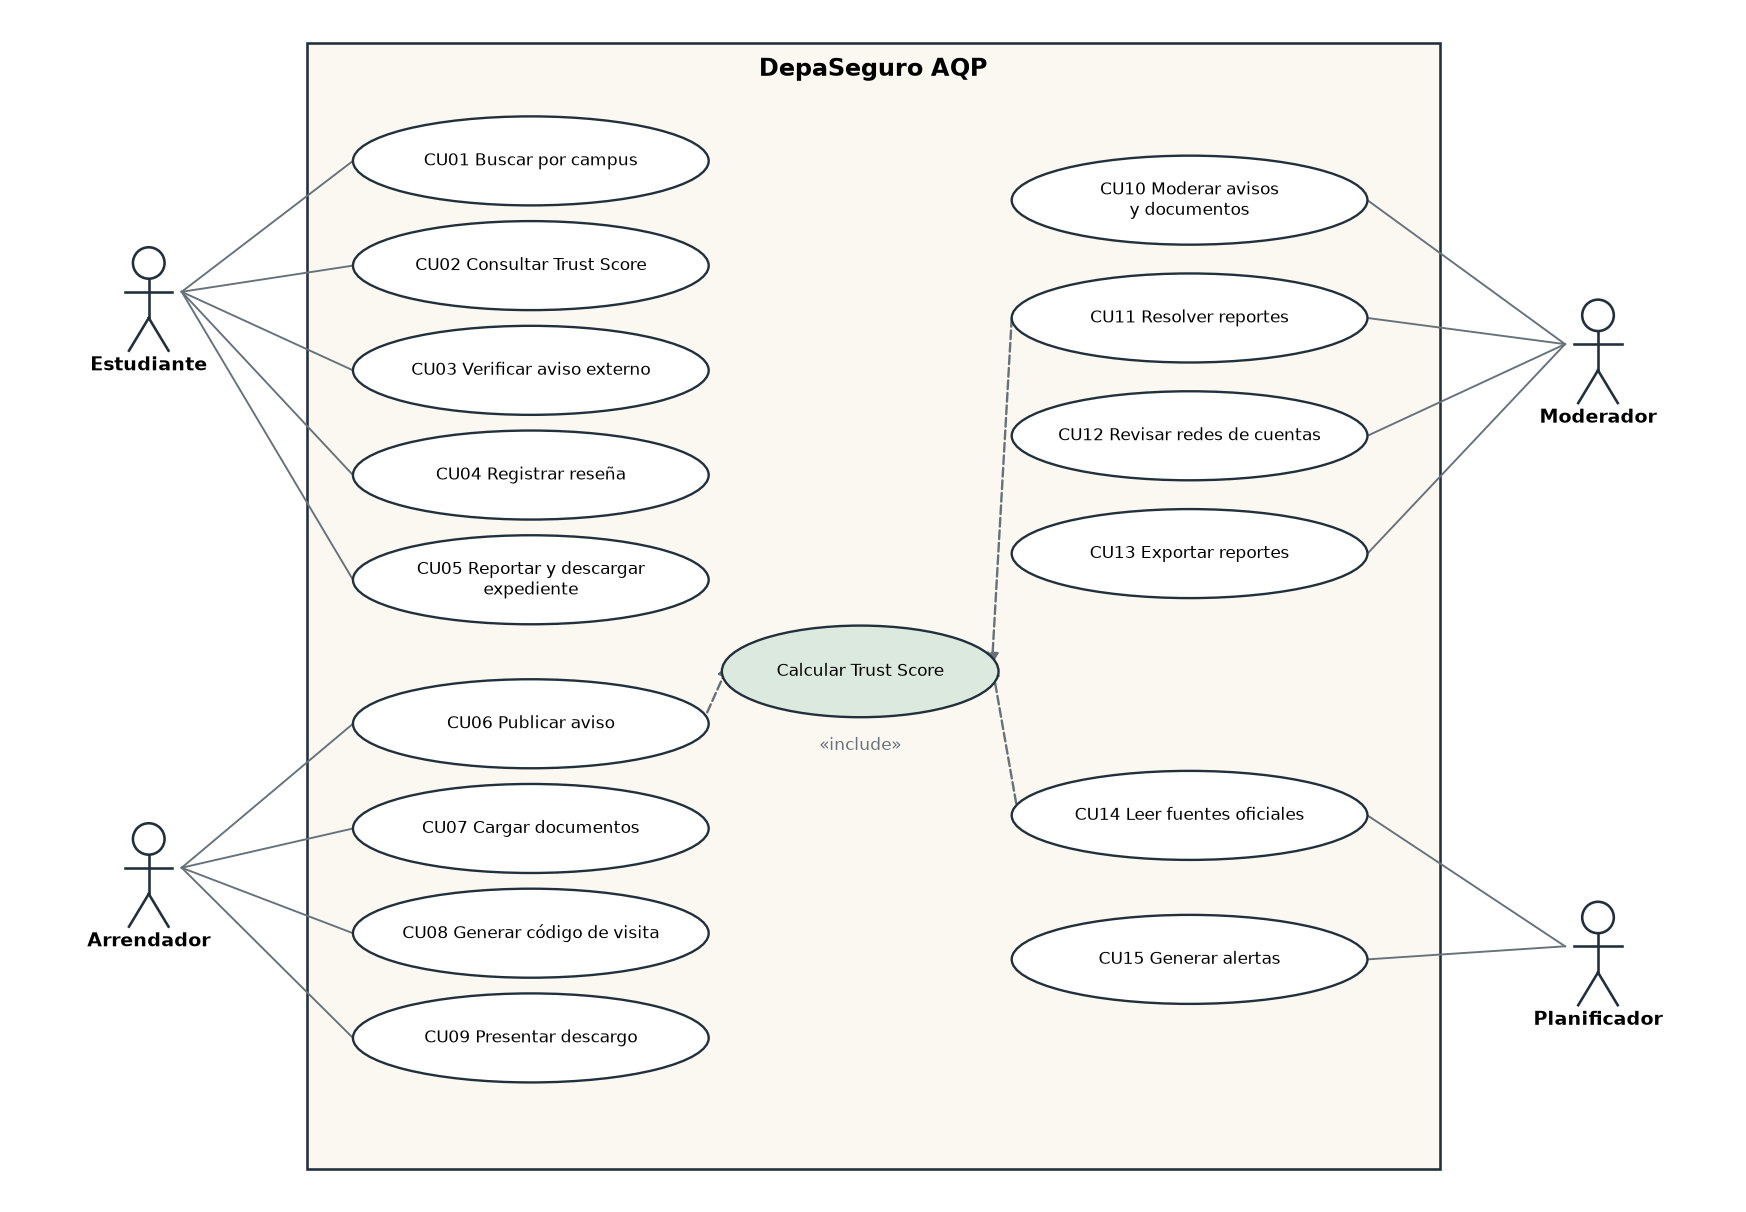 DepaSeguro AQP
CU01 Buscar por campus
CU02 Consultar Trust Score
CU03 Verificar aviso externo
CU04 Registrar reseña
CU05 Reportar y descargar
expediente
Estudiante
CU10 Moderar avisos
y documentos
CU11 Resolver reportes
CU12 Revisar redes de cuentas
CU13 Exportar reportes
Moderador
Calcular Trust Score
«include»
CU06 Publicar aviso
CU07 Cargar documentos
CU08 Generar código de visita
CU09 Presentar descargo
Arrendador
CU14 Leer fuentes oficiales
CU15 Generar alertas
Planificador